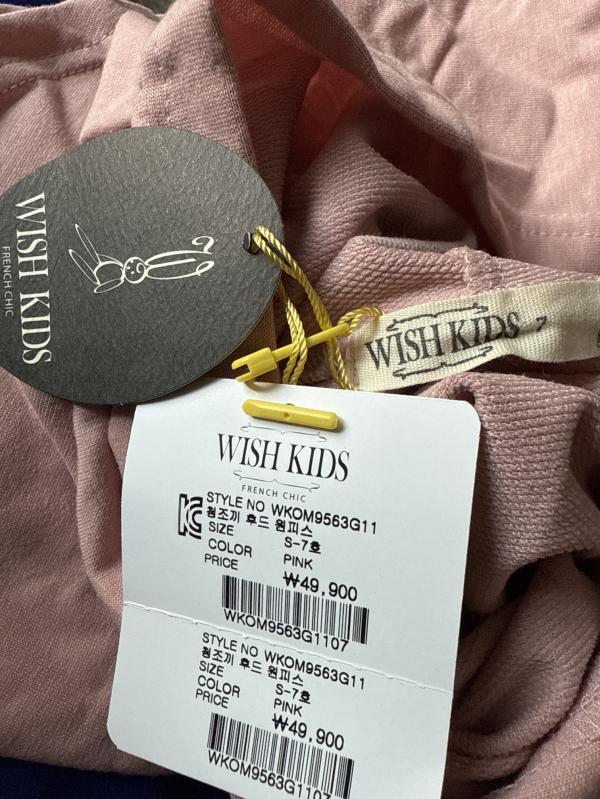 WISH KIDS
FRENCH CHIC
WISH KIDS 7
WISH KIDS
FRENCH CHIC
STYLE NO WKOM9563G11
청조끼 후드 원피스
SIZE S-7호
COLOR PINK
PRICE ₩49,900
WKOM9563G1107
STYLE NO WKOM9563G11
청조끼 후드 원피스
SIZE S-7호
COLOR PINK
PRICE ₩49,900
WKOM9563G1107